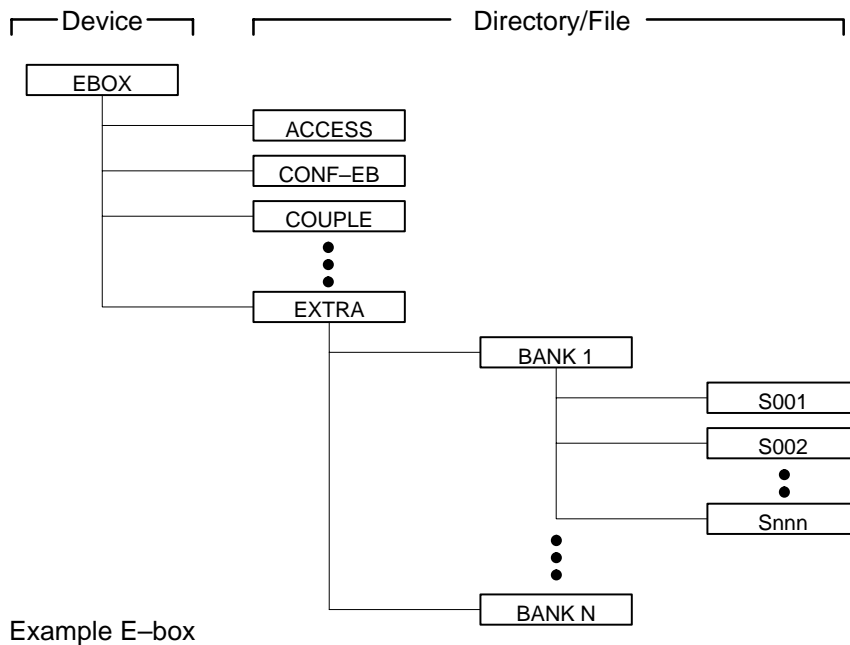 Device Directory/File
EBOX
ACCESS
CONF–EB
COUPLE
EXTRA
BANK 1
S001
S002
Snnn
BANK N
Example E–box